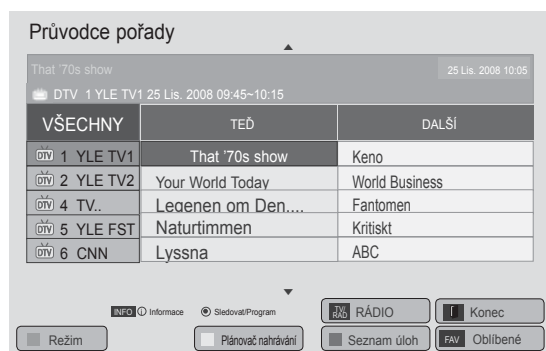 Průvodce pořady
That '70s show 25 Lis. 2008 10:05
DTV 1 YLE TV1 25 Lis. 2008 09:45~10:15
VŠECHNY TEĎ DALŠÍ
DTV 1 YLE TV1 That '70s show Keno
DTV 2 YLE TV2 Your World Today World Business
DTV 4 TV.. Legenen om Den.... Fantomen
DTV 5 YLE FST Naturtimmen Kritiskt
DTV 6 CNN Lyssna ABC
INFO i Informace Sledovat/Program TV/RAD RÁDIO Konec
Režim Plánovač nahrávání Seznam úloh FAV Oblíbené